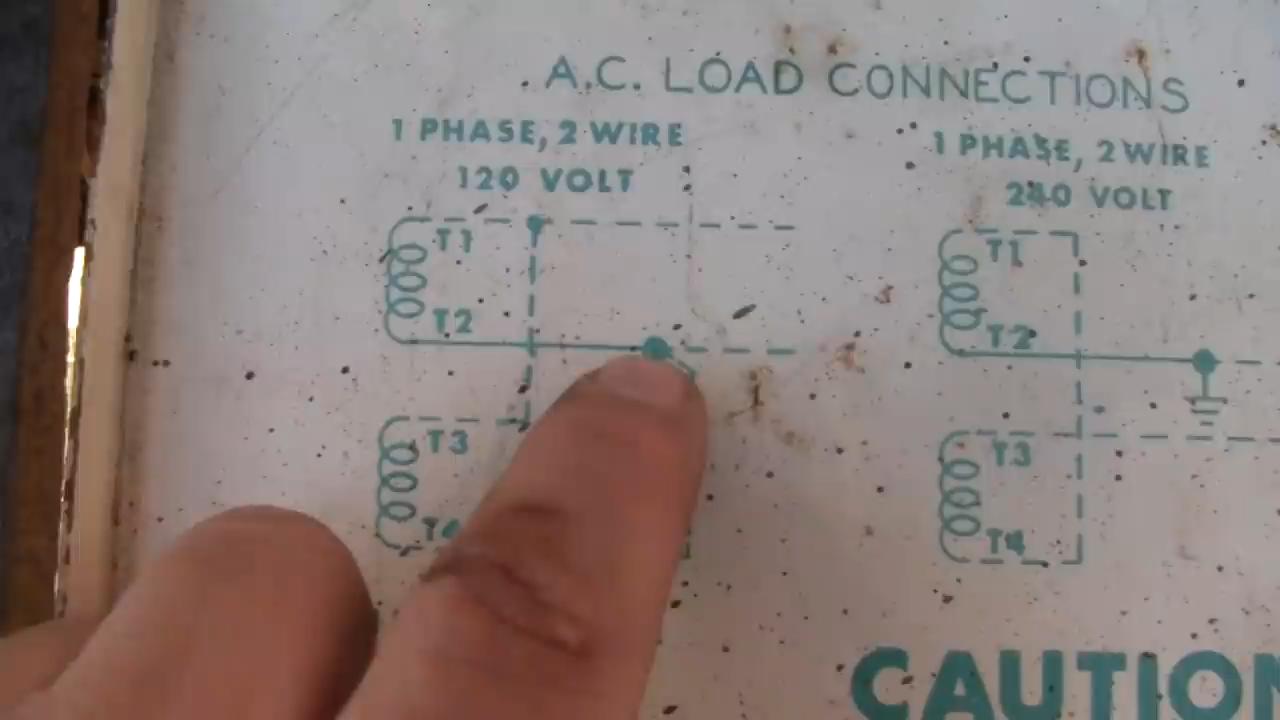 A.C. LOAD CONNECTIONS
1 PHASE, 2 WIRE
120 VOLT
T1
T2
T3
1 PHASE, 2 WIRE
240 VOLT
T1
T2
T3
T4
CAUTION